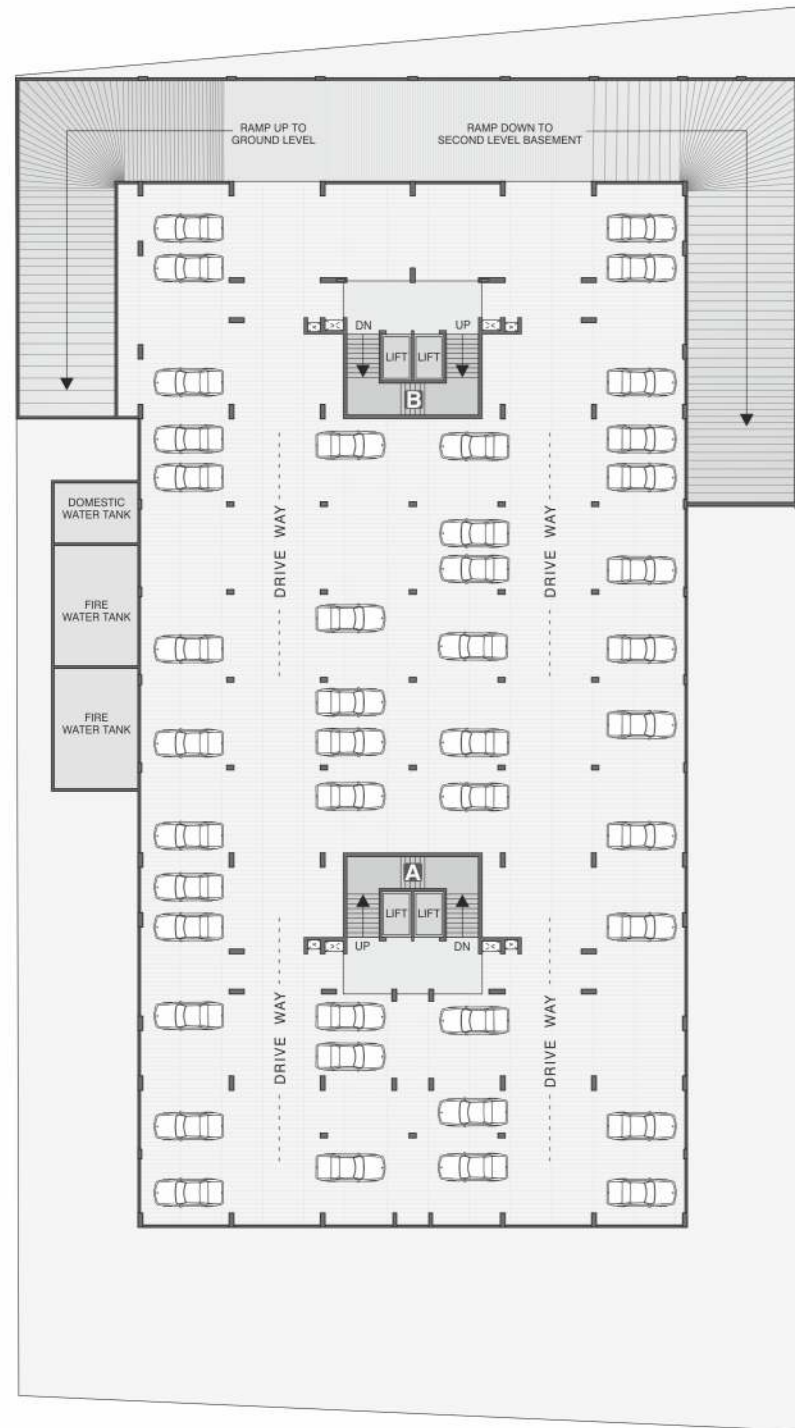 RAMP UP TO
GROUND LEVEL
RAMP DOWN TO
SECOND LEVEL BASEMENT
DN
UP
LIFT
LIFT
B
DOMESTIC
WATER TANK
FIRE
WATER TANK
FIRE
WATER TANK
DRIVE WAY
DRIVE WAY
A
LIFT
LIFT
UP
DN
DRIVE WAY
DRIVE WAY